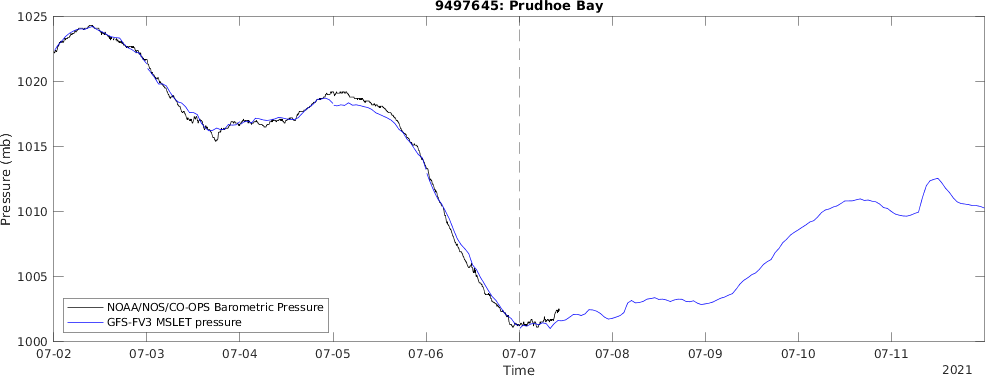 9497645: Prudhoe Bay
1025
1020
1015
1010
1005
1000
Pressure (mb)
NOAA/NOS/CO-OPS Barometric Pressure
GFS-FV3 MSLET pressure
07-02 07-03 07-04 07-05 07-06 07-07 07-08 07-09 07-10 07-11
Time
2021